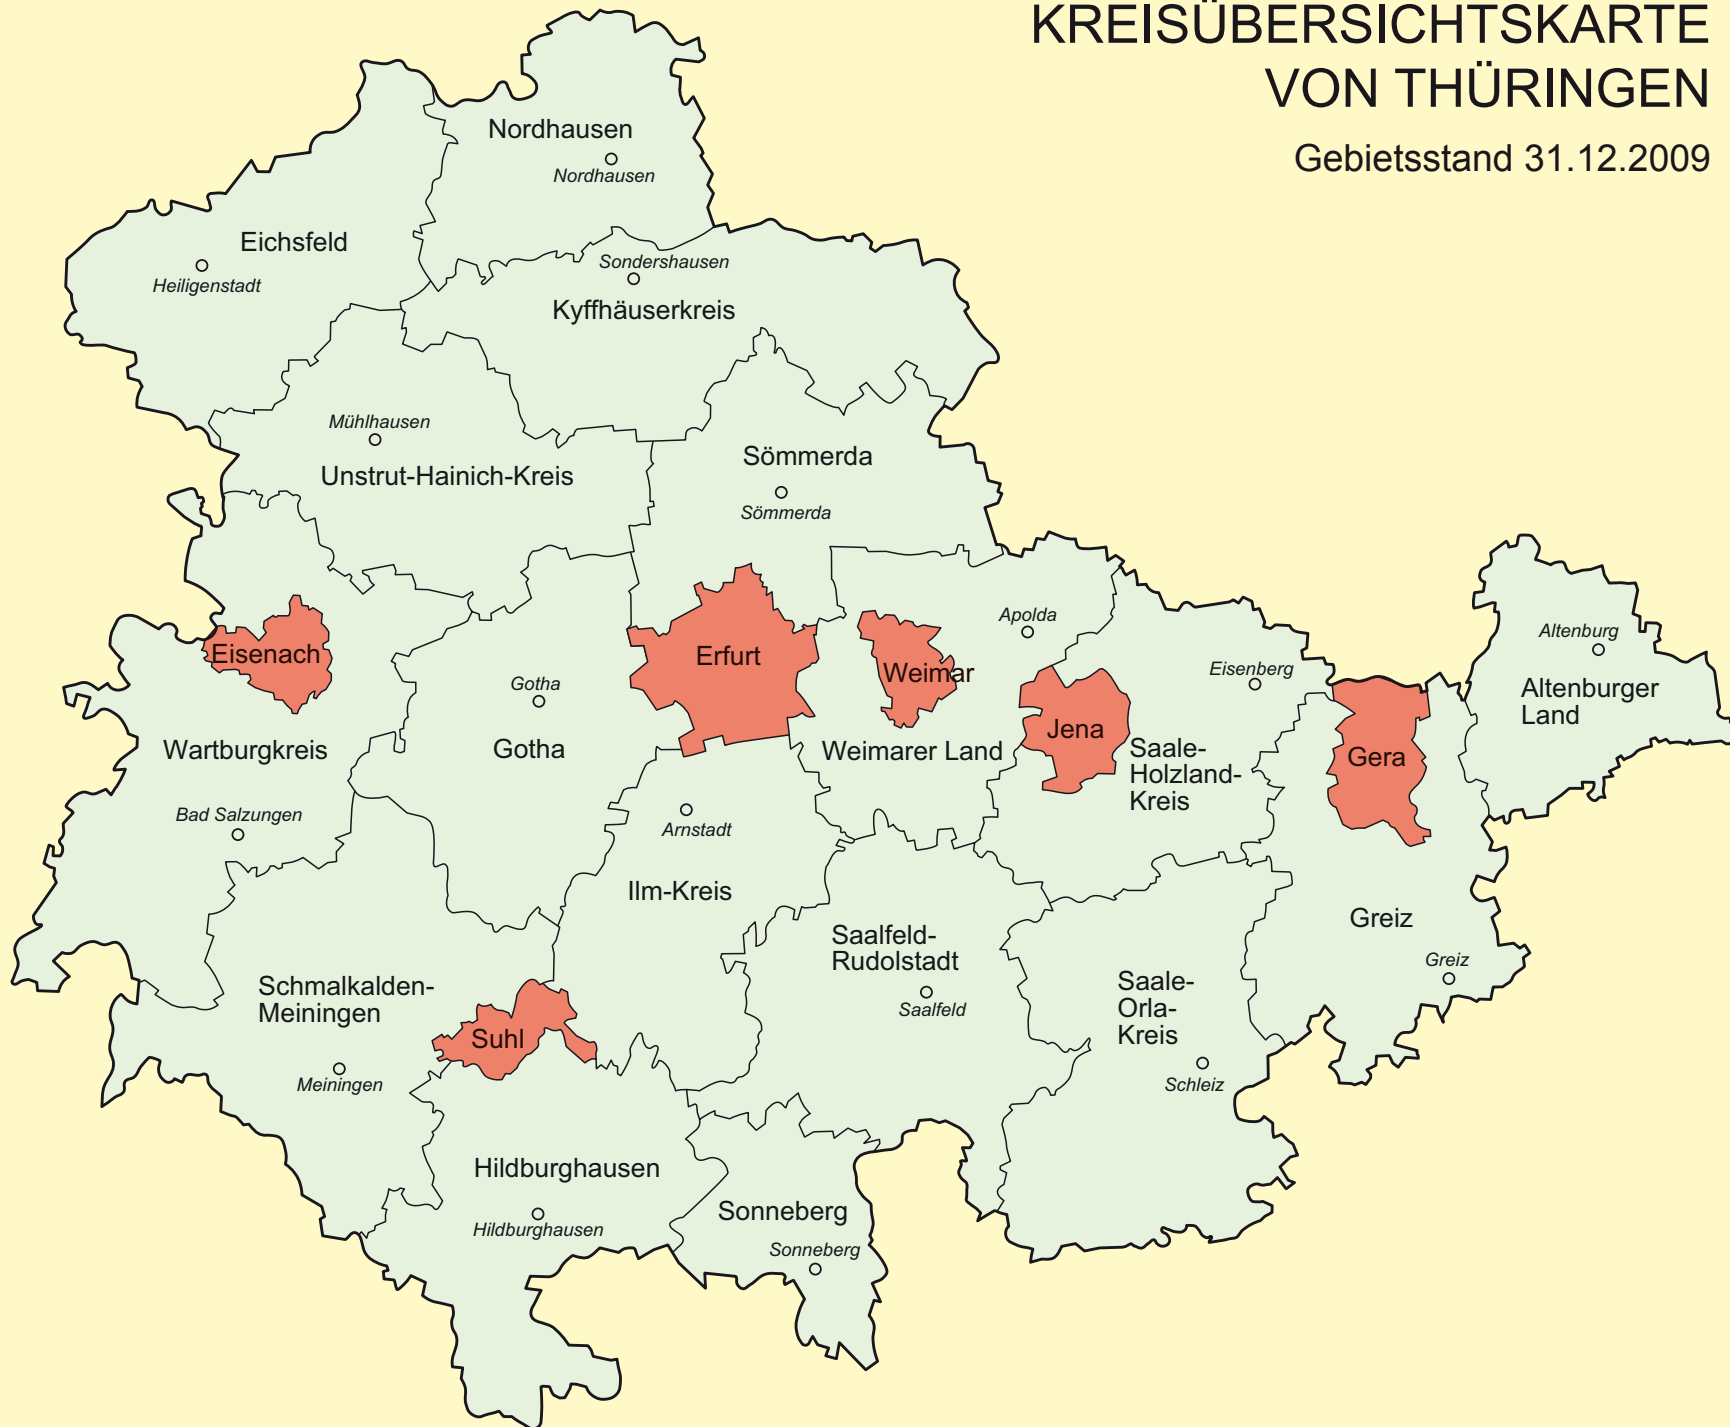 KREISÜBERSICHTSKARTE
VON THÜRINGEN
Gebietsstand 31.12.2009
Nordhausen
Nordhausen
Eichsfeld
Heiligenstadt
Sondershausen
Kyffhäuserkreis
Mühlhausen
Unstrut-Hainich-Kreis
Sömmerda
Sömmerda
Eisenach
Wartburgkreis
Bad Salzungen
Gotha
Gotha
Erfurt
Weimar
Apolda
Weimarer Land
Jena
Eisenberg
Saale-
Holzland-
Kreis
Gera
Altenburg
Altenburger
Land
Arnstadt
Ilm-Kreis
Greiz
Greiz
Saalfeld-
Rudolstadt
Saalfeld
Saale-
Orla-
Kreis
Schleiz
Schmalkalden-
Meiningen
Meiningen
Suhl
Hildburghausen
Hildburghausen
Sonneberg
Sonneberg